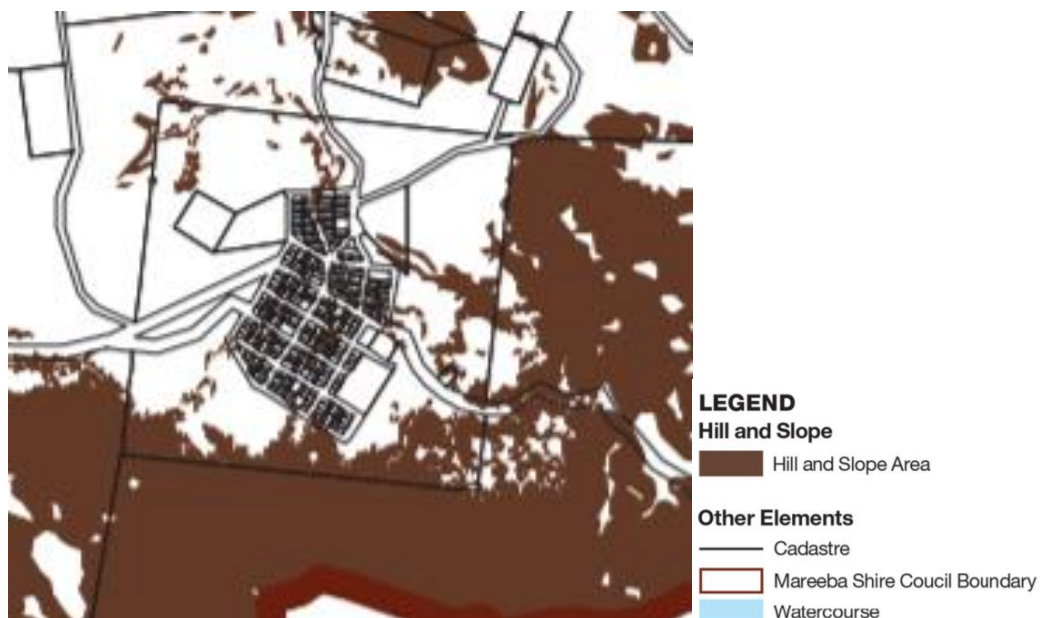 LEGEND
Hill and Slope
Hill and Slope Area
Other Elements
Cadastre
Mareeba Shire Coucil Boundary
Watercourse